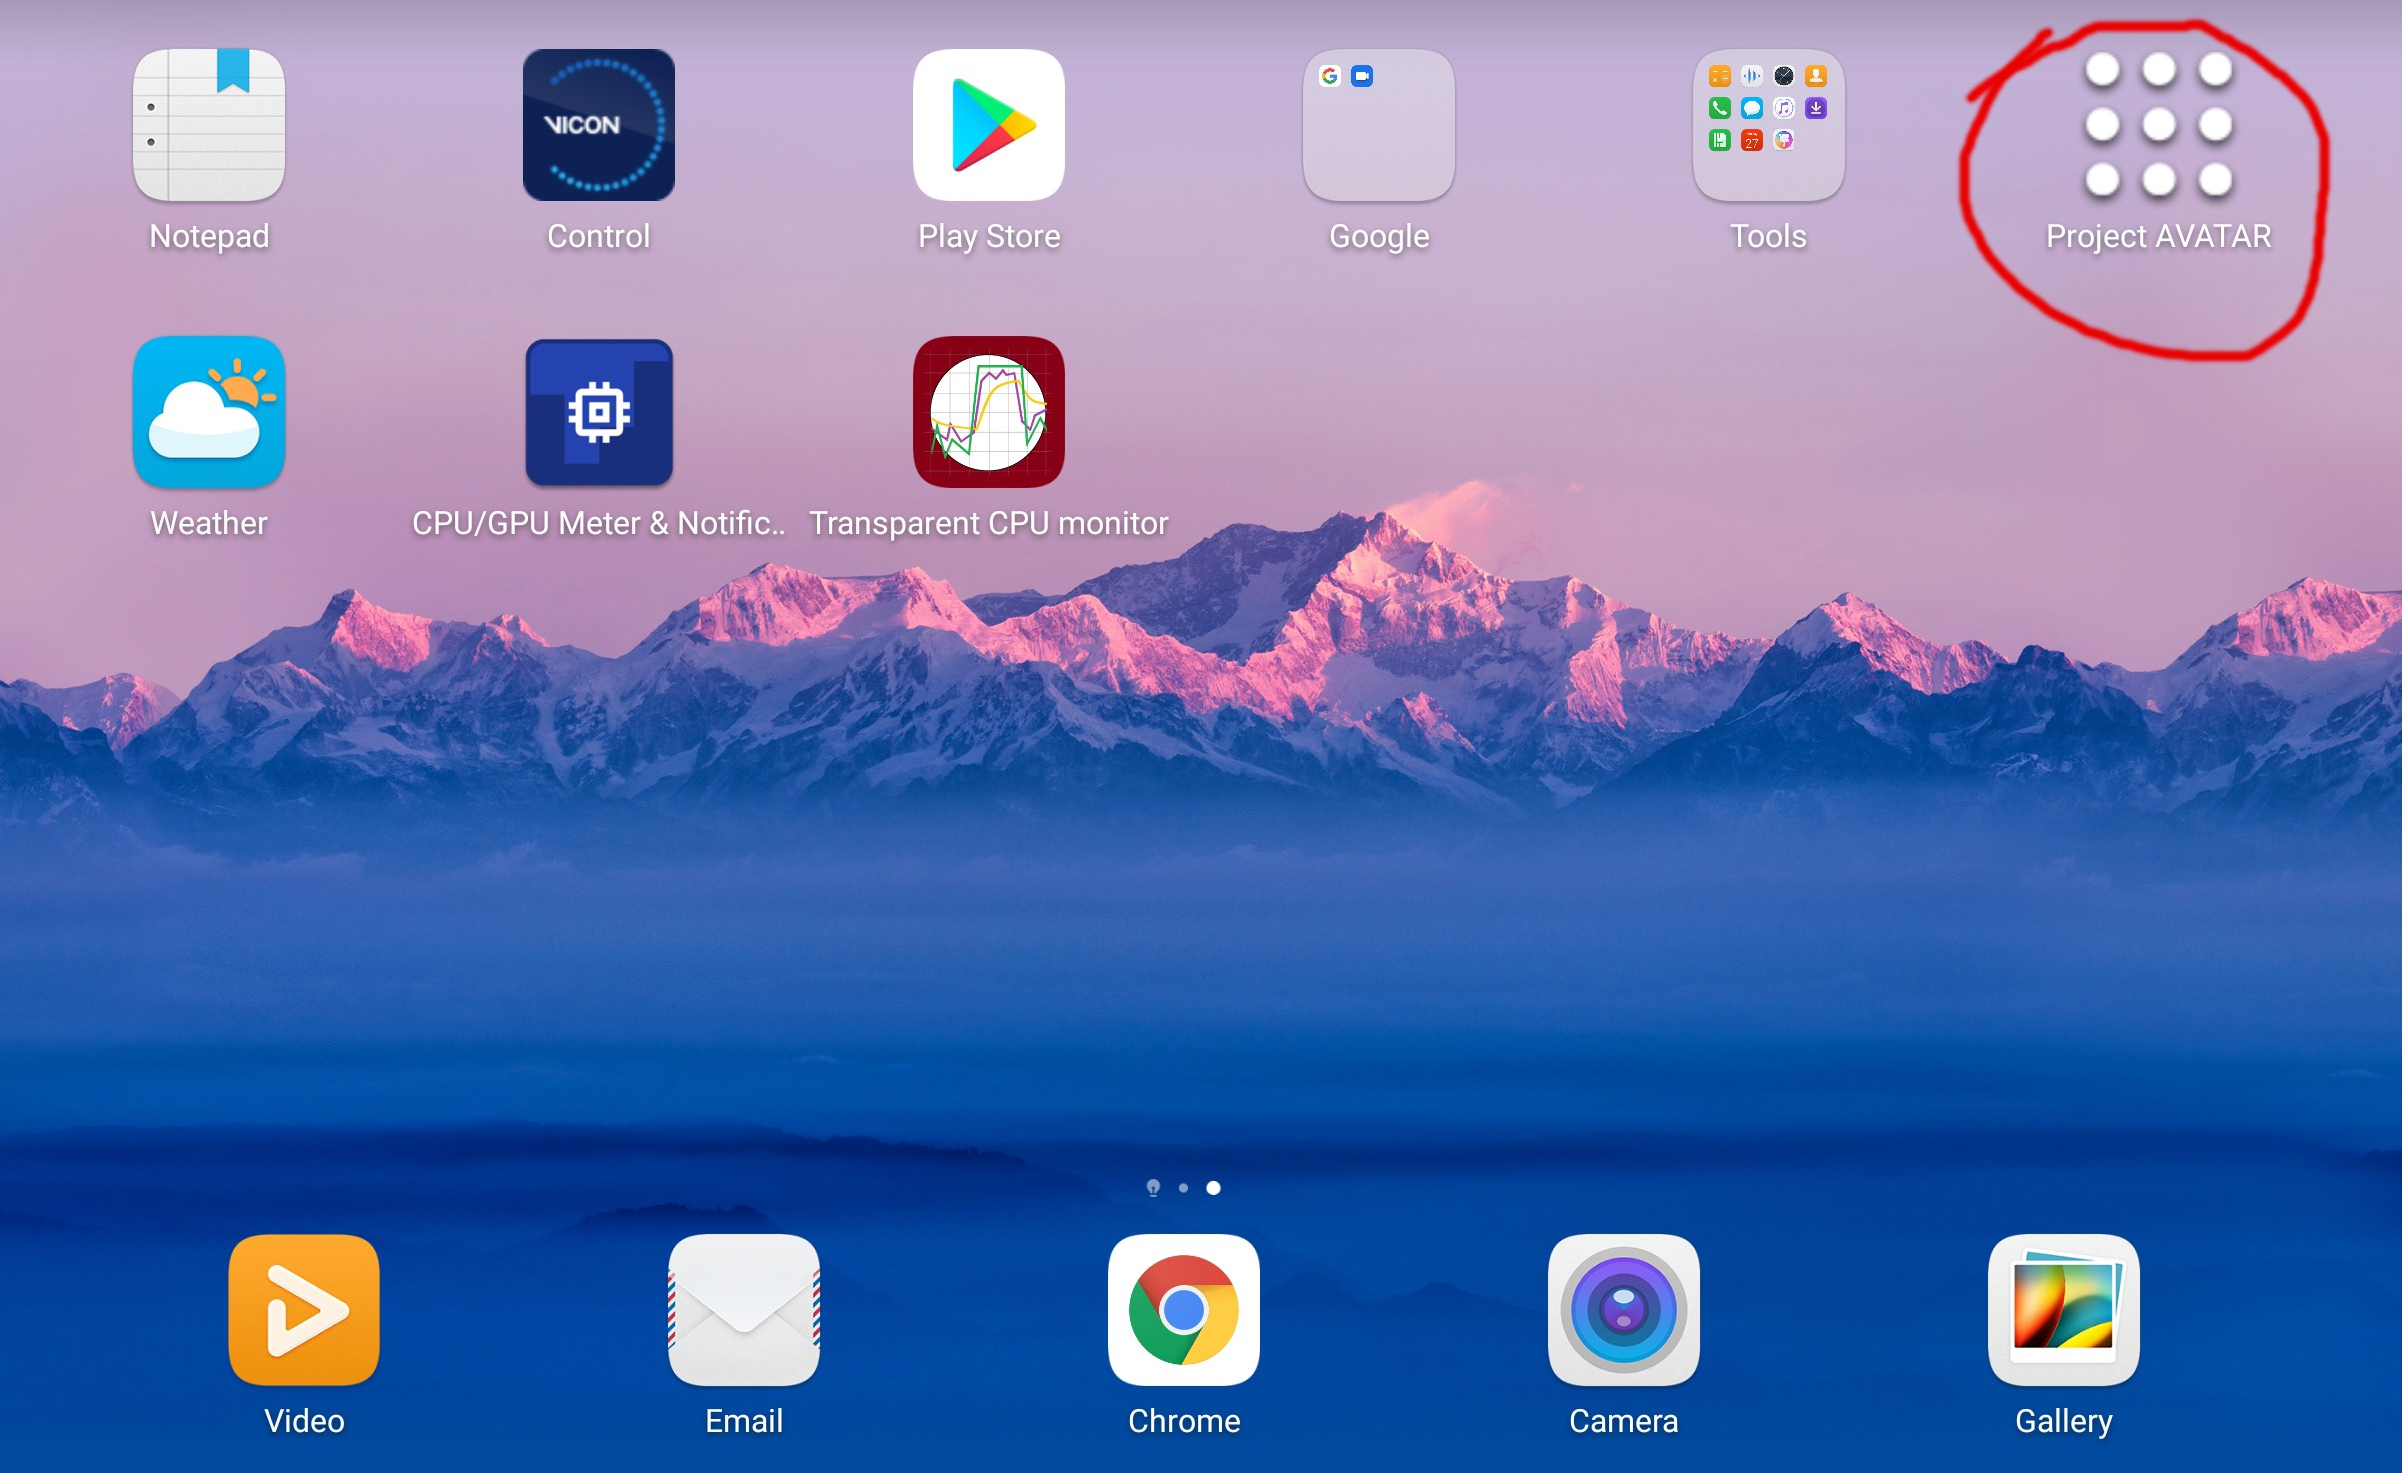 VICON
27
Notepad
Control
Play Store
Google
Tools
Project AVATAR
Weather
CPU/GPU Meter & Notific..
Transparent CPU monitor
Video
Email
Chrome
Camera
Gallery